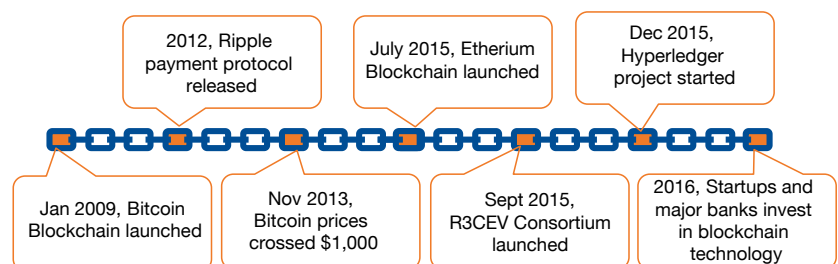 2012, Ripple
payment protocol
released
July 2015, Etherium
Blockchain launched
Dec 2015,
Hyperledger
project started
Jan 2009, Bitcoin
Blockchain launched
Nov 2013,
Bitcoin prices
crossed $1,000
Sept 2015,
R3CEV Consortium
launched
2016, Startups and
major banks invest
in blockchain
technology